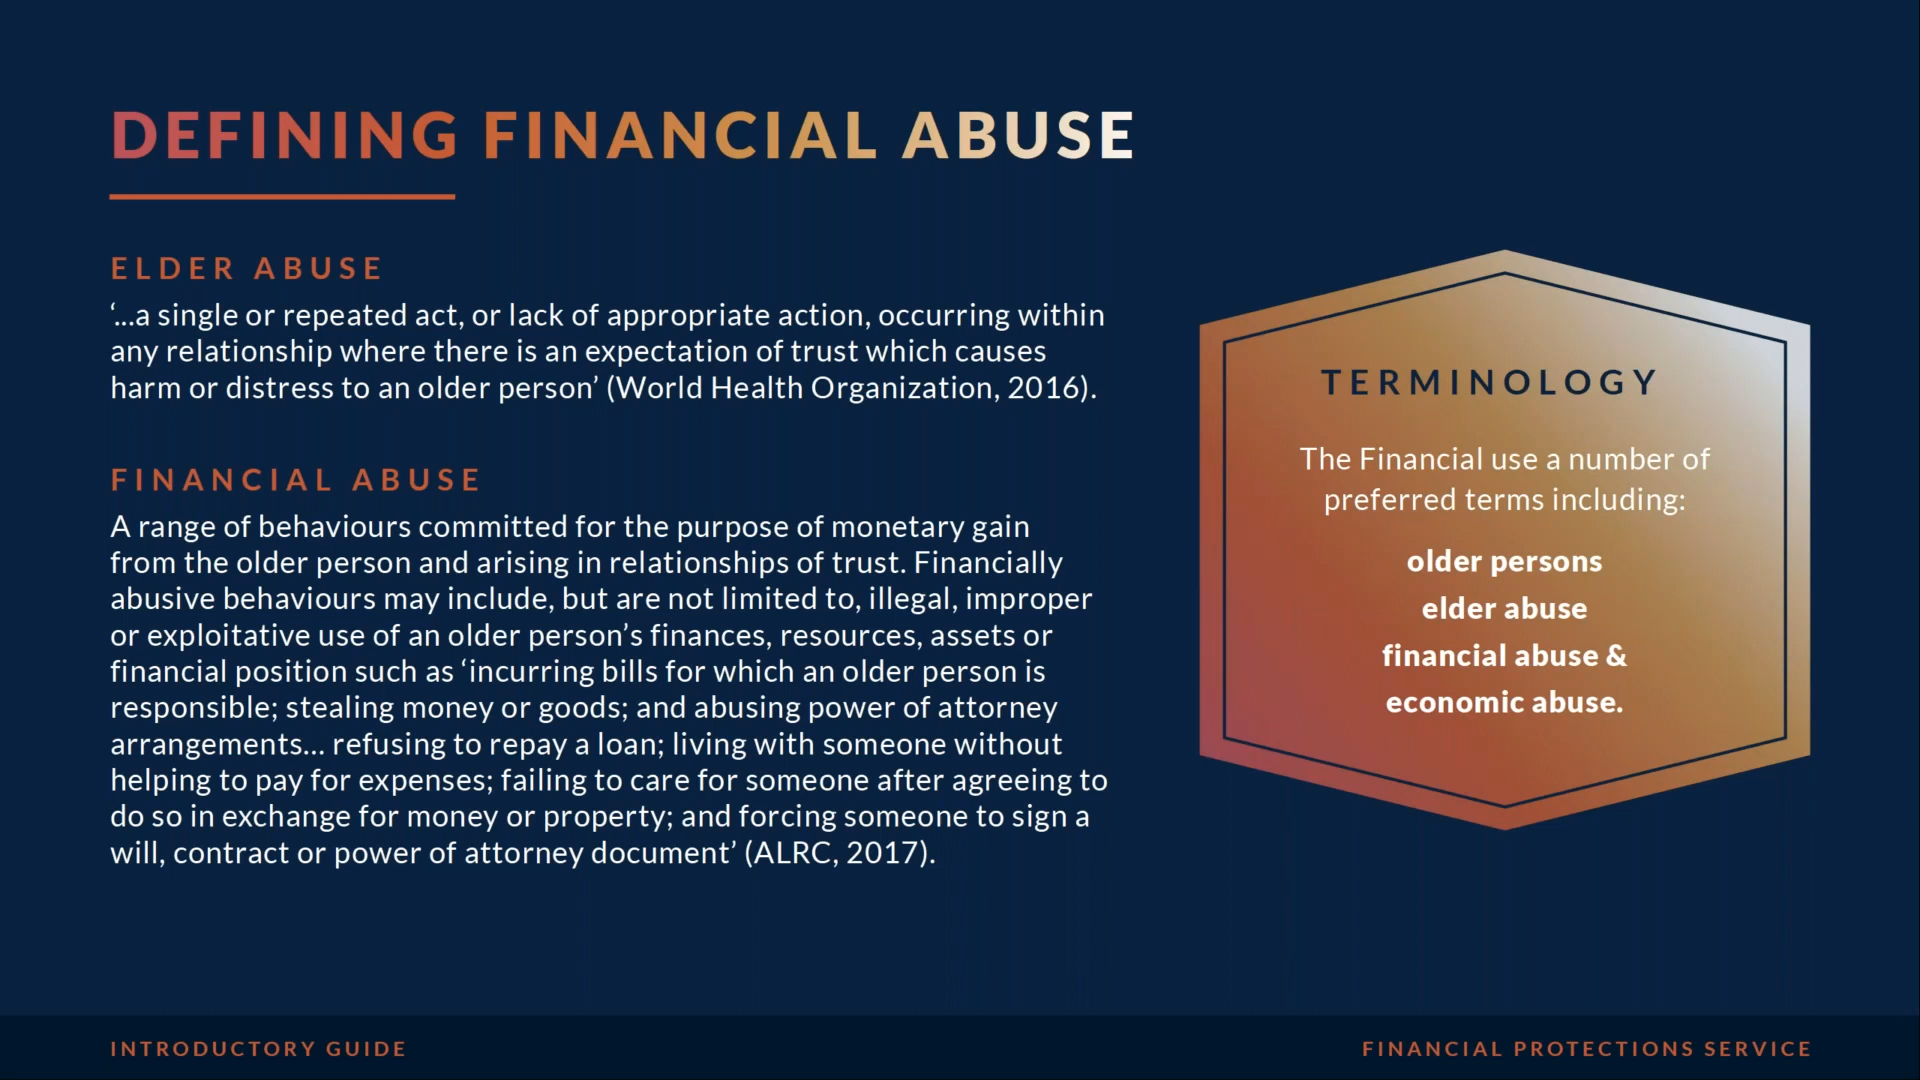 DEFINING FINANCIAL ABUSE
ELDER ABUSE
‘...a single or repeated act, or lack of appropriate action, occurring within
any relationship where there is an expectation of trust which causes
harm or distress to an older person’ (World Health Organization, 2016).
FINANCIAL ABUSE
A range of behaviours committed for the purpose of monetary gain
from the older person and arising in relationships of trust. Financially
abusive behaviours may include, but are not limited to, illegal, improper
or exploitative use of an older person’s finances, resources, assets or
financial position such as ‘incurring bills for which an older person is
responsible; stealing money or goods; and abusing power of attorney
arrangements... refusing to repay a loan; living with someone without
helping to pay for expenses; failing to care for someone after agreeing to
do so in exchange for money or property; and forcing someone to sign a
will, contract or power of attorney document’ (ALRC, 2017).
TERMINOLOGY
The Financial use a number of
preferred terms including:
older persons
elder abuse
financial abuse &
economic abuse.
INTRODUCTORY GUIDE
FINANCIAL PROTECTIONS SERVICE